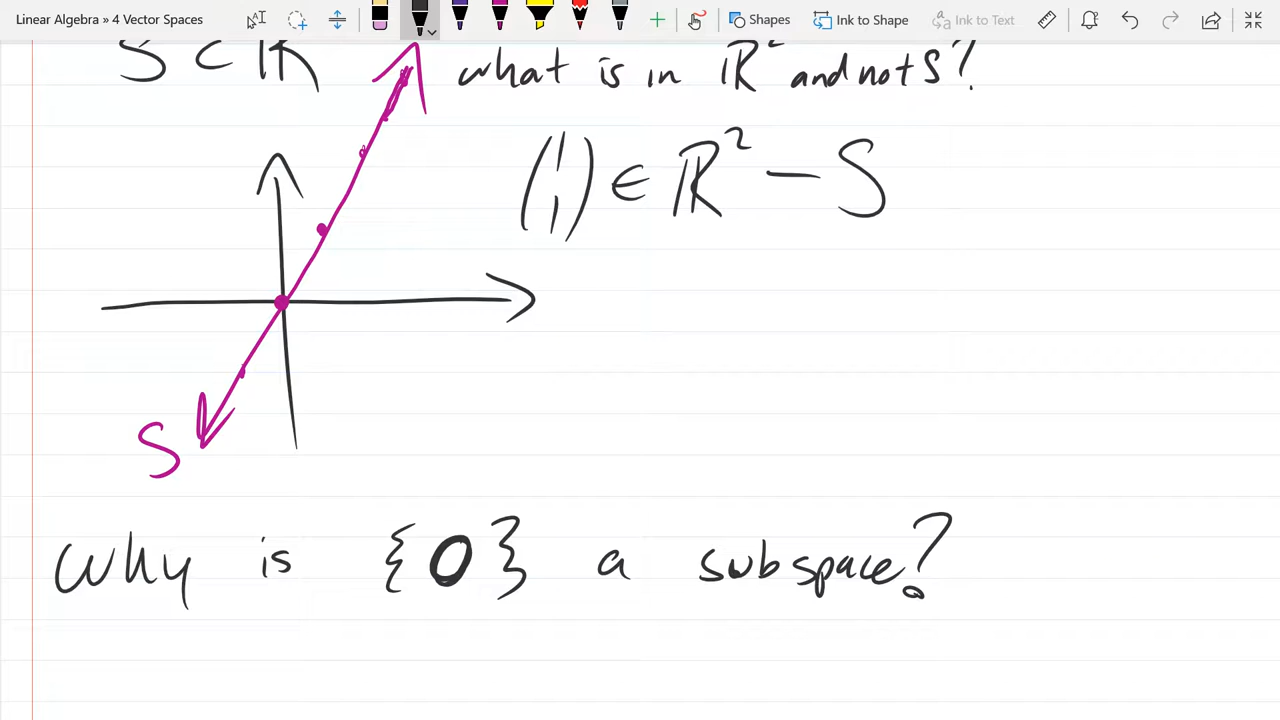 Linear Algebra » 4 Vector Spaces
Shapes
Ink to Shape
Ink to Text
S ⊂ ℝ
what is in ℝ² and not S?
(1 1) ∈ ℝ² − S
S
Why is {0} a subspace?